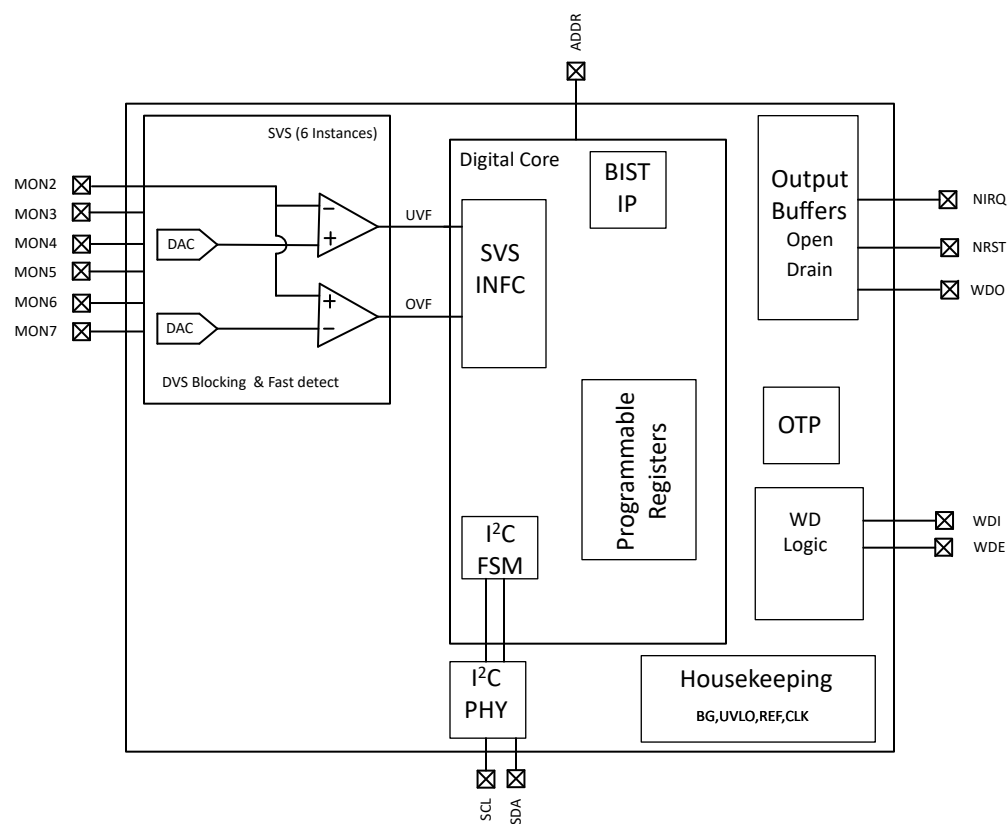 ADDR
SVS (6 Instances)
MON2
MON3
MON4
MON5
MON6
MON7
DAC
DAC
−
+
+
−
UVF
OVF
DVS Blocking & Fast detect
Digital Core
BIST
IP
SVS
INFC
Programmable
Registers
I²C
FSM
I²C
PHY
SCL
SDA
Output
Buffers
Open
Drain
NIRQ
NRST
WDO
OTP
WD
Logic
WDI
WDE
Housekeeping
BG,UVLO,REF,CLK